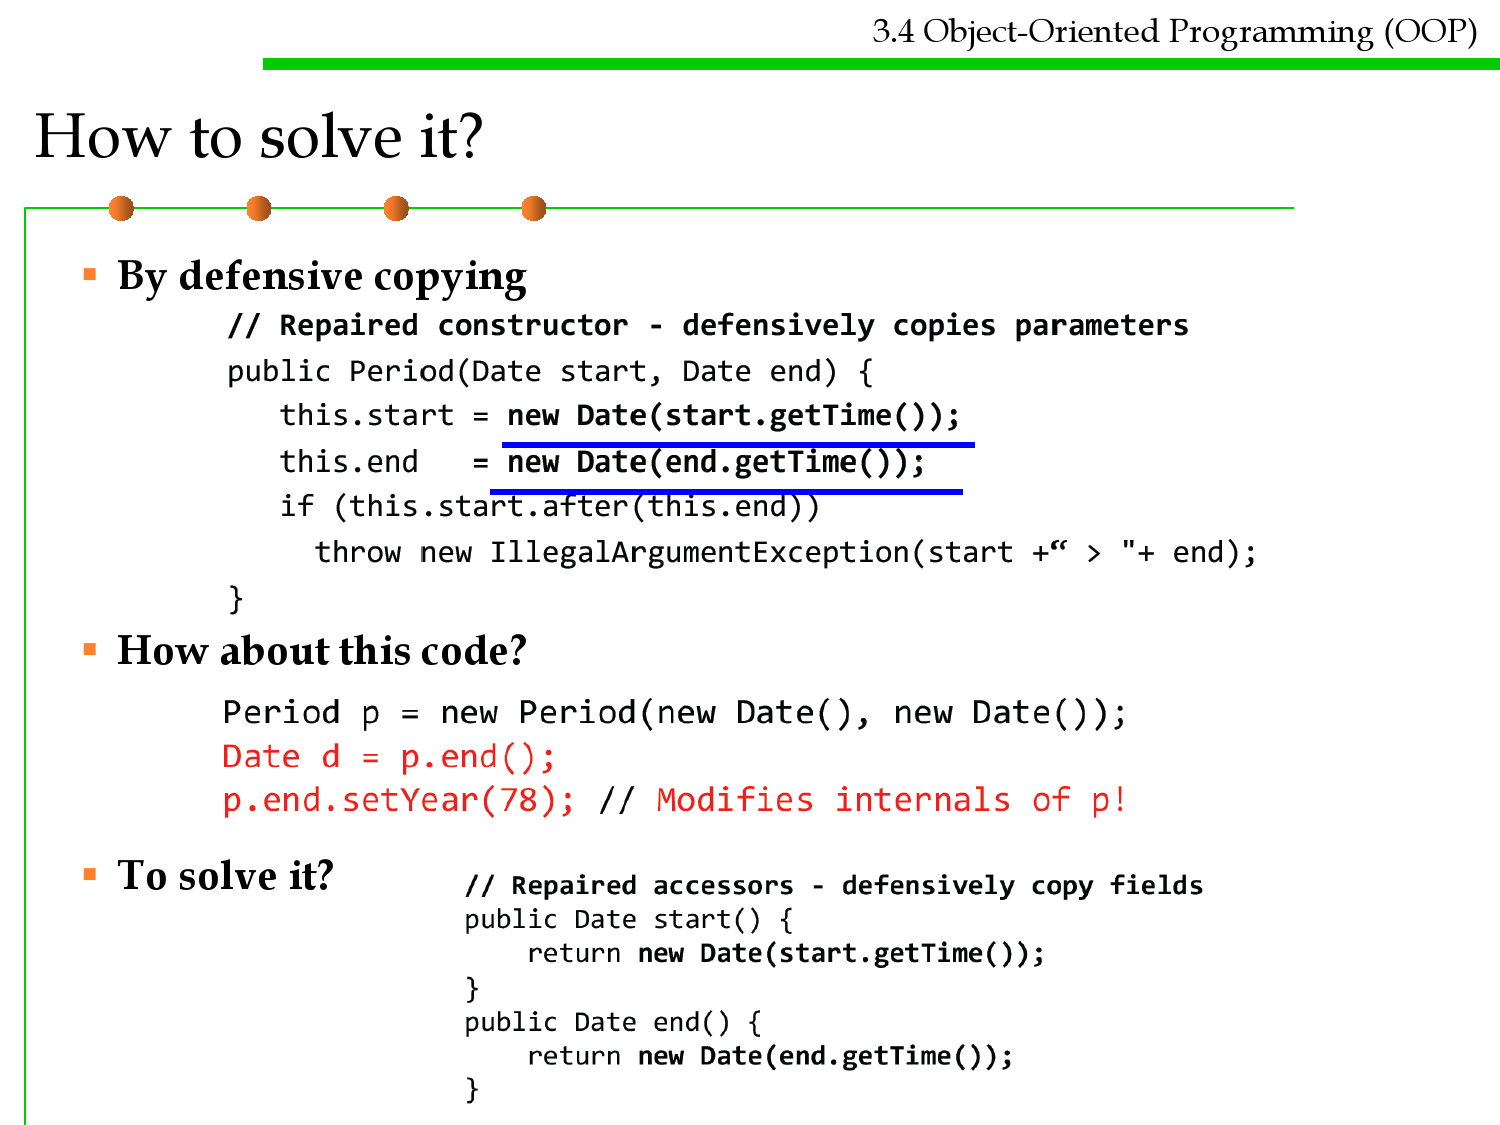 3.4 Object-Oriented Programming (OOP)
How to solve it?
By defensive copying
// Repaired constructor - defensively copies parameters
public Period(Date start, Date end) {
this.start = new Date(start.getTime());
this.end = new Date(end.getTime());
if (this.start.after(this.end))
throw new IllegalArgumentException(start +“ > "+ end);
}
How about this code?
Period p = new Period(new Date(), new Date());
Date d = p.end();
p.end.setYear(78); // Modifies internals of p!
To solve it?
// Repaired accessors - defensively copy fields
public Date start() {
return new Date(start.getTime());
}
public Date end() {
return new Date(end.getTime());
}